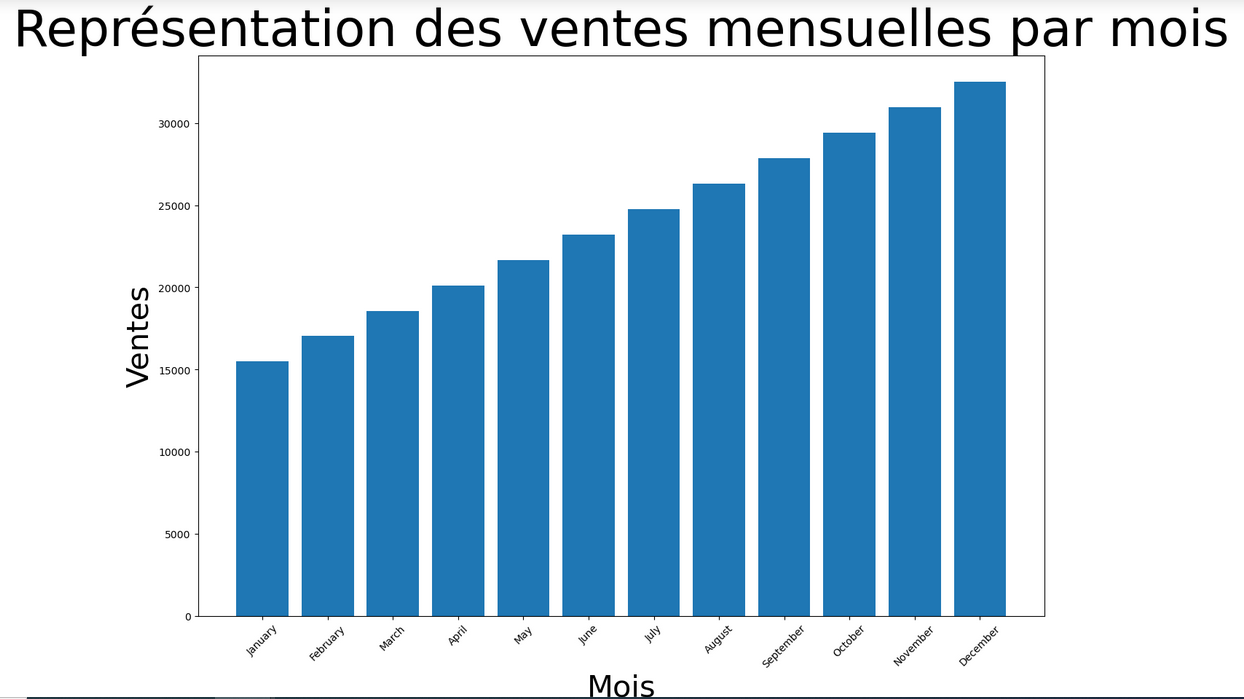 Représentation des ventes mensuelles par mois
30000
25000
20000
15000
10000
5000
0
Ventes
January
February
March
April
May
June
July
August
September
October
November
December
Mois